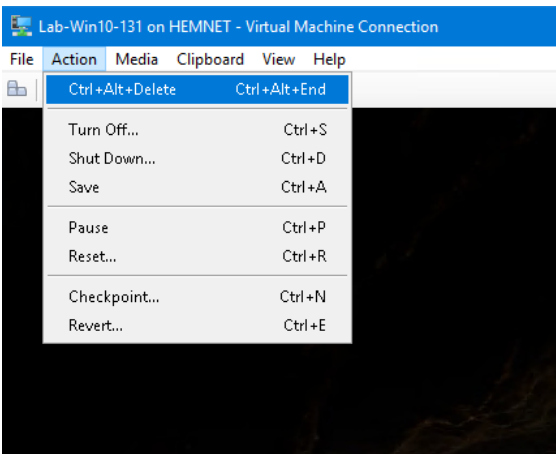 Lab-Win10-131 on HEMNET - Virtual Machine Connection
File Action Media Clipboard View Help
Ctrl+Alt+Delete Ctrl+Alt+End
Turn Off... Ctrl+S
Shut Down... Ctrl+D
Save Ctrl+A
Pause Ctrl+P
Reset... Ctrl+R
Checkpoint... Ctrl+N
Revert... Ctrl+E